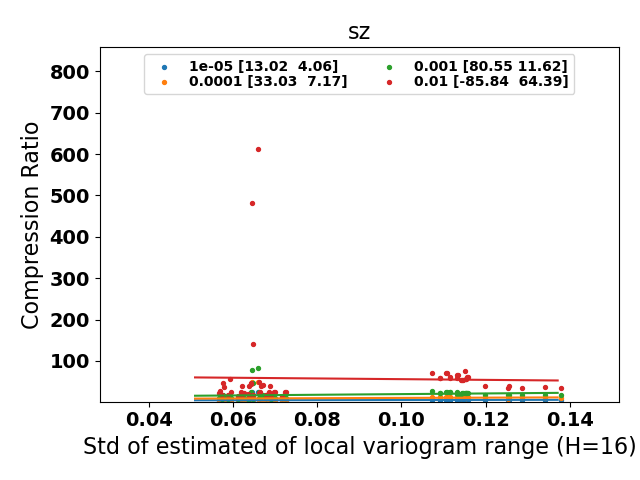 sz
1e-05 [13.02  4.06]
0.0001 [33.03  7.17]
0.001 [80.55 11.62]
0.01 [-85.84  64.39]
Compression Ratio
800
700
600
500
400
300
200
100
0.04 0.06 0.08 0.10 0.12 0.14
Std of estimated of local variogram range (H=16)